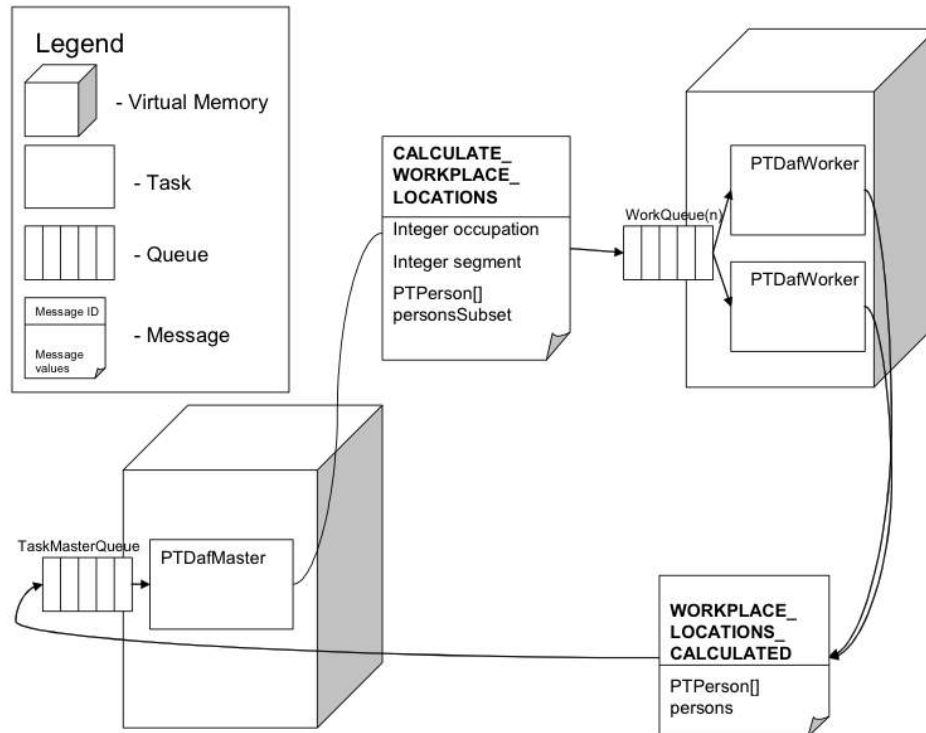 Legend
- Virtual Memory
- Task
- Queue
Message ID
Message
values
- Message
CALCULATE_
WORKPLACE_
LOCATIONS
Integer occupation
Integer segment
PTPerson[]
personsSubset
WorkQueue(n)
PTDafWorker
PTDafWorker
TaskMasterQueue
PTDafMaster
WORKPLACE_
LOCATIONS_
CALCULATED
PTPerson[]
persons